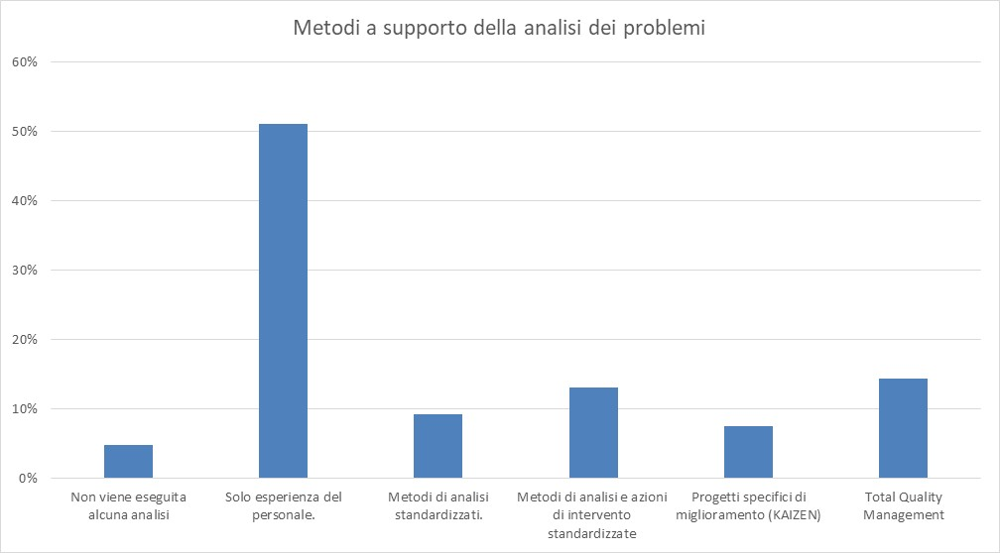 Metodi a supporto della analisi dei problemi
60%
50%
40%
30%
20%
10%
0%
Non viene eseguita
alcuna analisi
Solo esperienza del
personale.
Metodi di analisi
standardizzati.
Metodi di analisi e azioni
di intervento
standardizzate
Progetti specifici di
miglioramento (KAIZEN)
Total Quality
Management